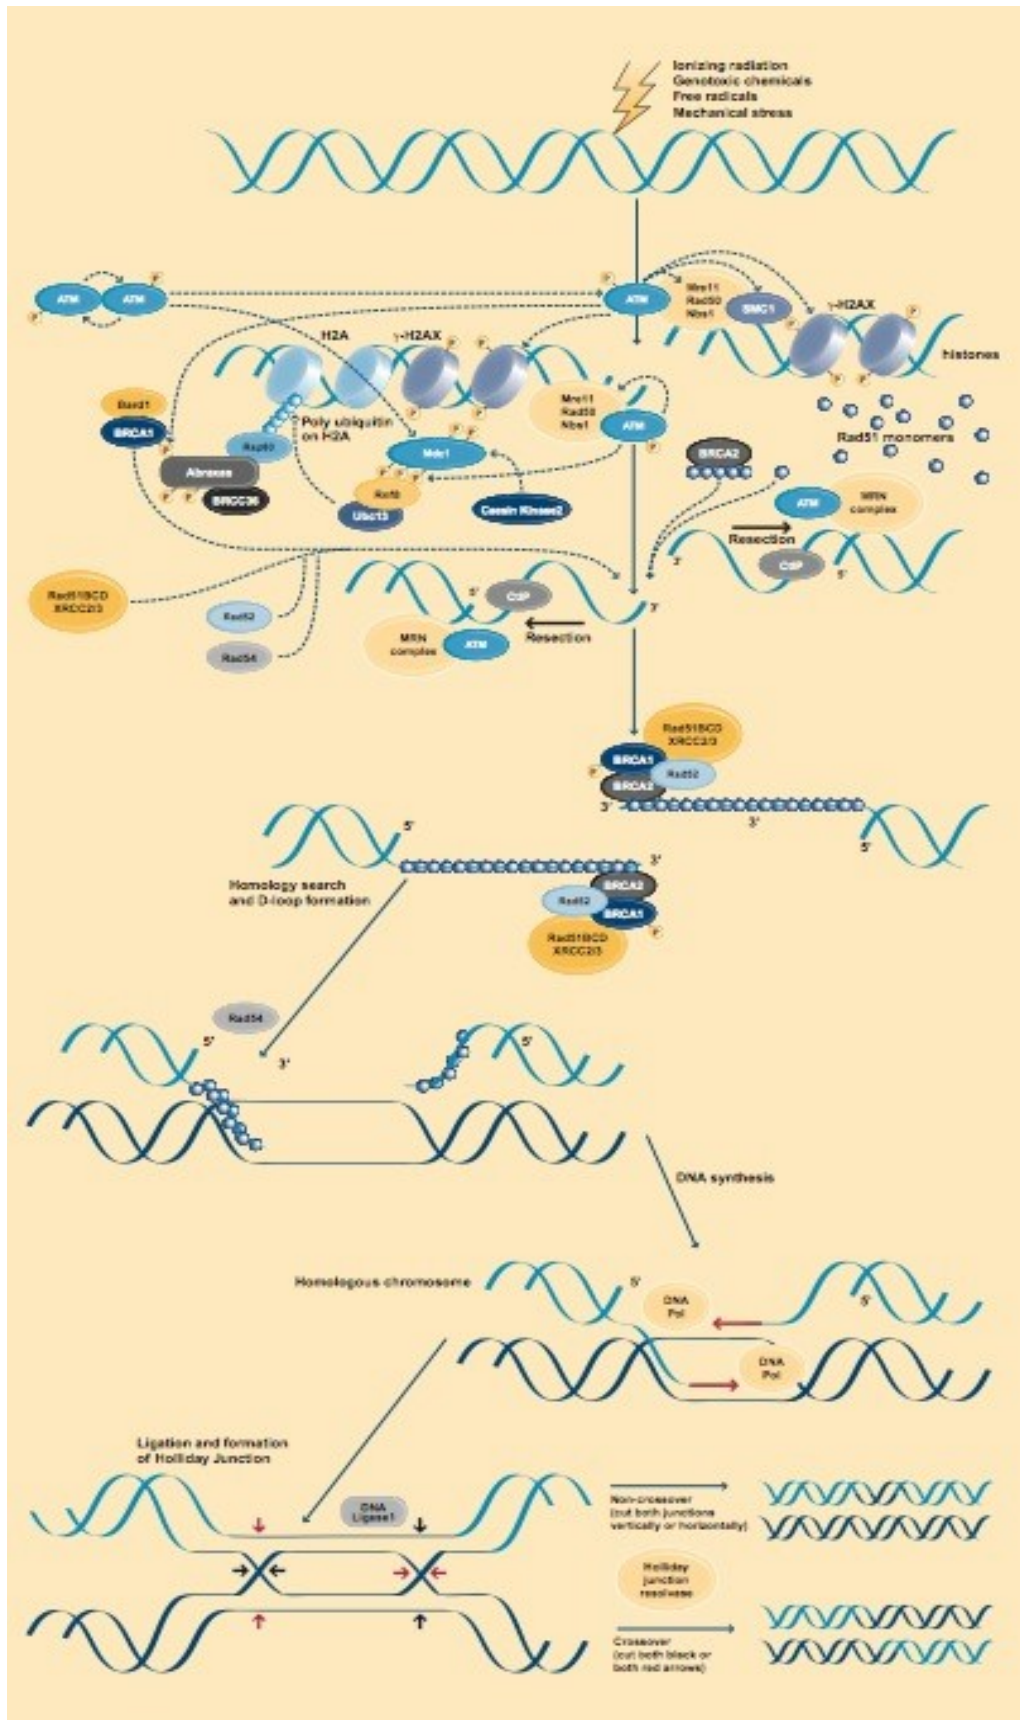 Ionizing radiation
Genotoxic chemicals
Free radicals
Mechanical stress
P
P
ATM
ATM
P
P
ATM
Mre11
Rad50
Nbs1
SMC1
γ-H2AX
P
P
P
P
histones
H2A
γ-H2AX
P
P
P
P
Mre11
Rad50
Nbs1
ATM
P
Bard1
BRCA1
P
Rap80
Poly ubiquitin
on H2A
Abraxas
P
P
BRCC36
P
P
Mdc1
P
P
P
Rnf8
Ubc13
Casein Kinase2
BRCA2
Rad51 monomers
ATM
MRN
complex
Resection
3'
CtIP
5'
Rad51BCD
XRCC2/3
Rad52
Rad54
5'
CtIP
3'
MRN
complex
ATM
Resection
Rad51BCD
XRCC2/3
BRCA1
P
Rad52
BRCA2
3'
3'
5'
5'
3'
Homology search
and D-loop formation
BRCA2
Rad52
BRCA1
P
Rad51BCD
XRCC2/3
Rad54
5'
3'
5'
DNA synthesis
Homologous chromosome
5'
DNA
Pol
5'
DNA
Pol
Ligation and formation
of Holliday Junction
DNA
Ligase1
Non-crossover
(cut both junctions
vertically or horizontally)
Holliday
junction
resolvase
Crossover
(cut both black or
both red arrows)